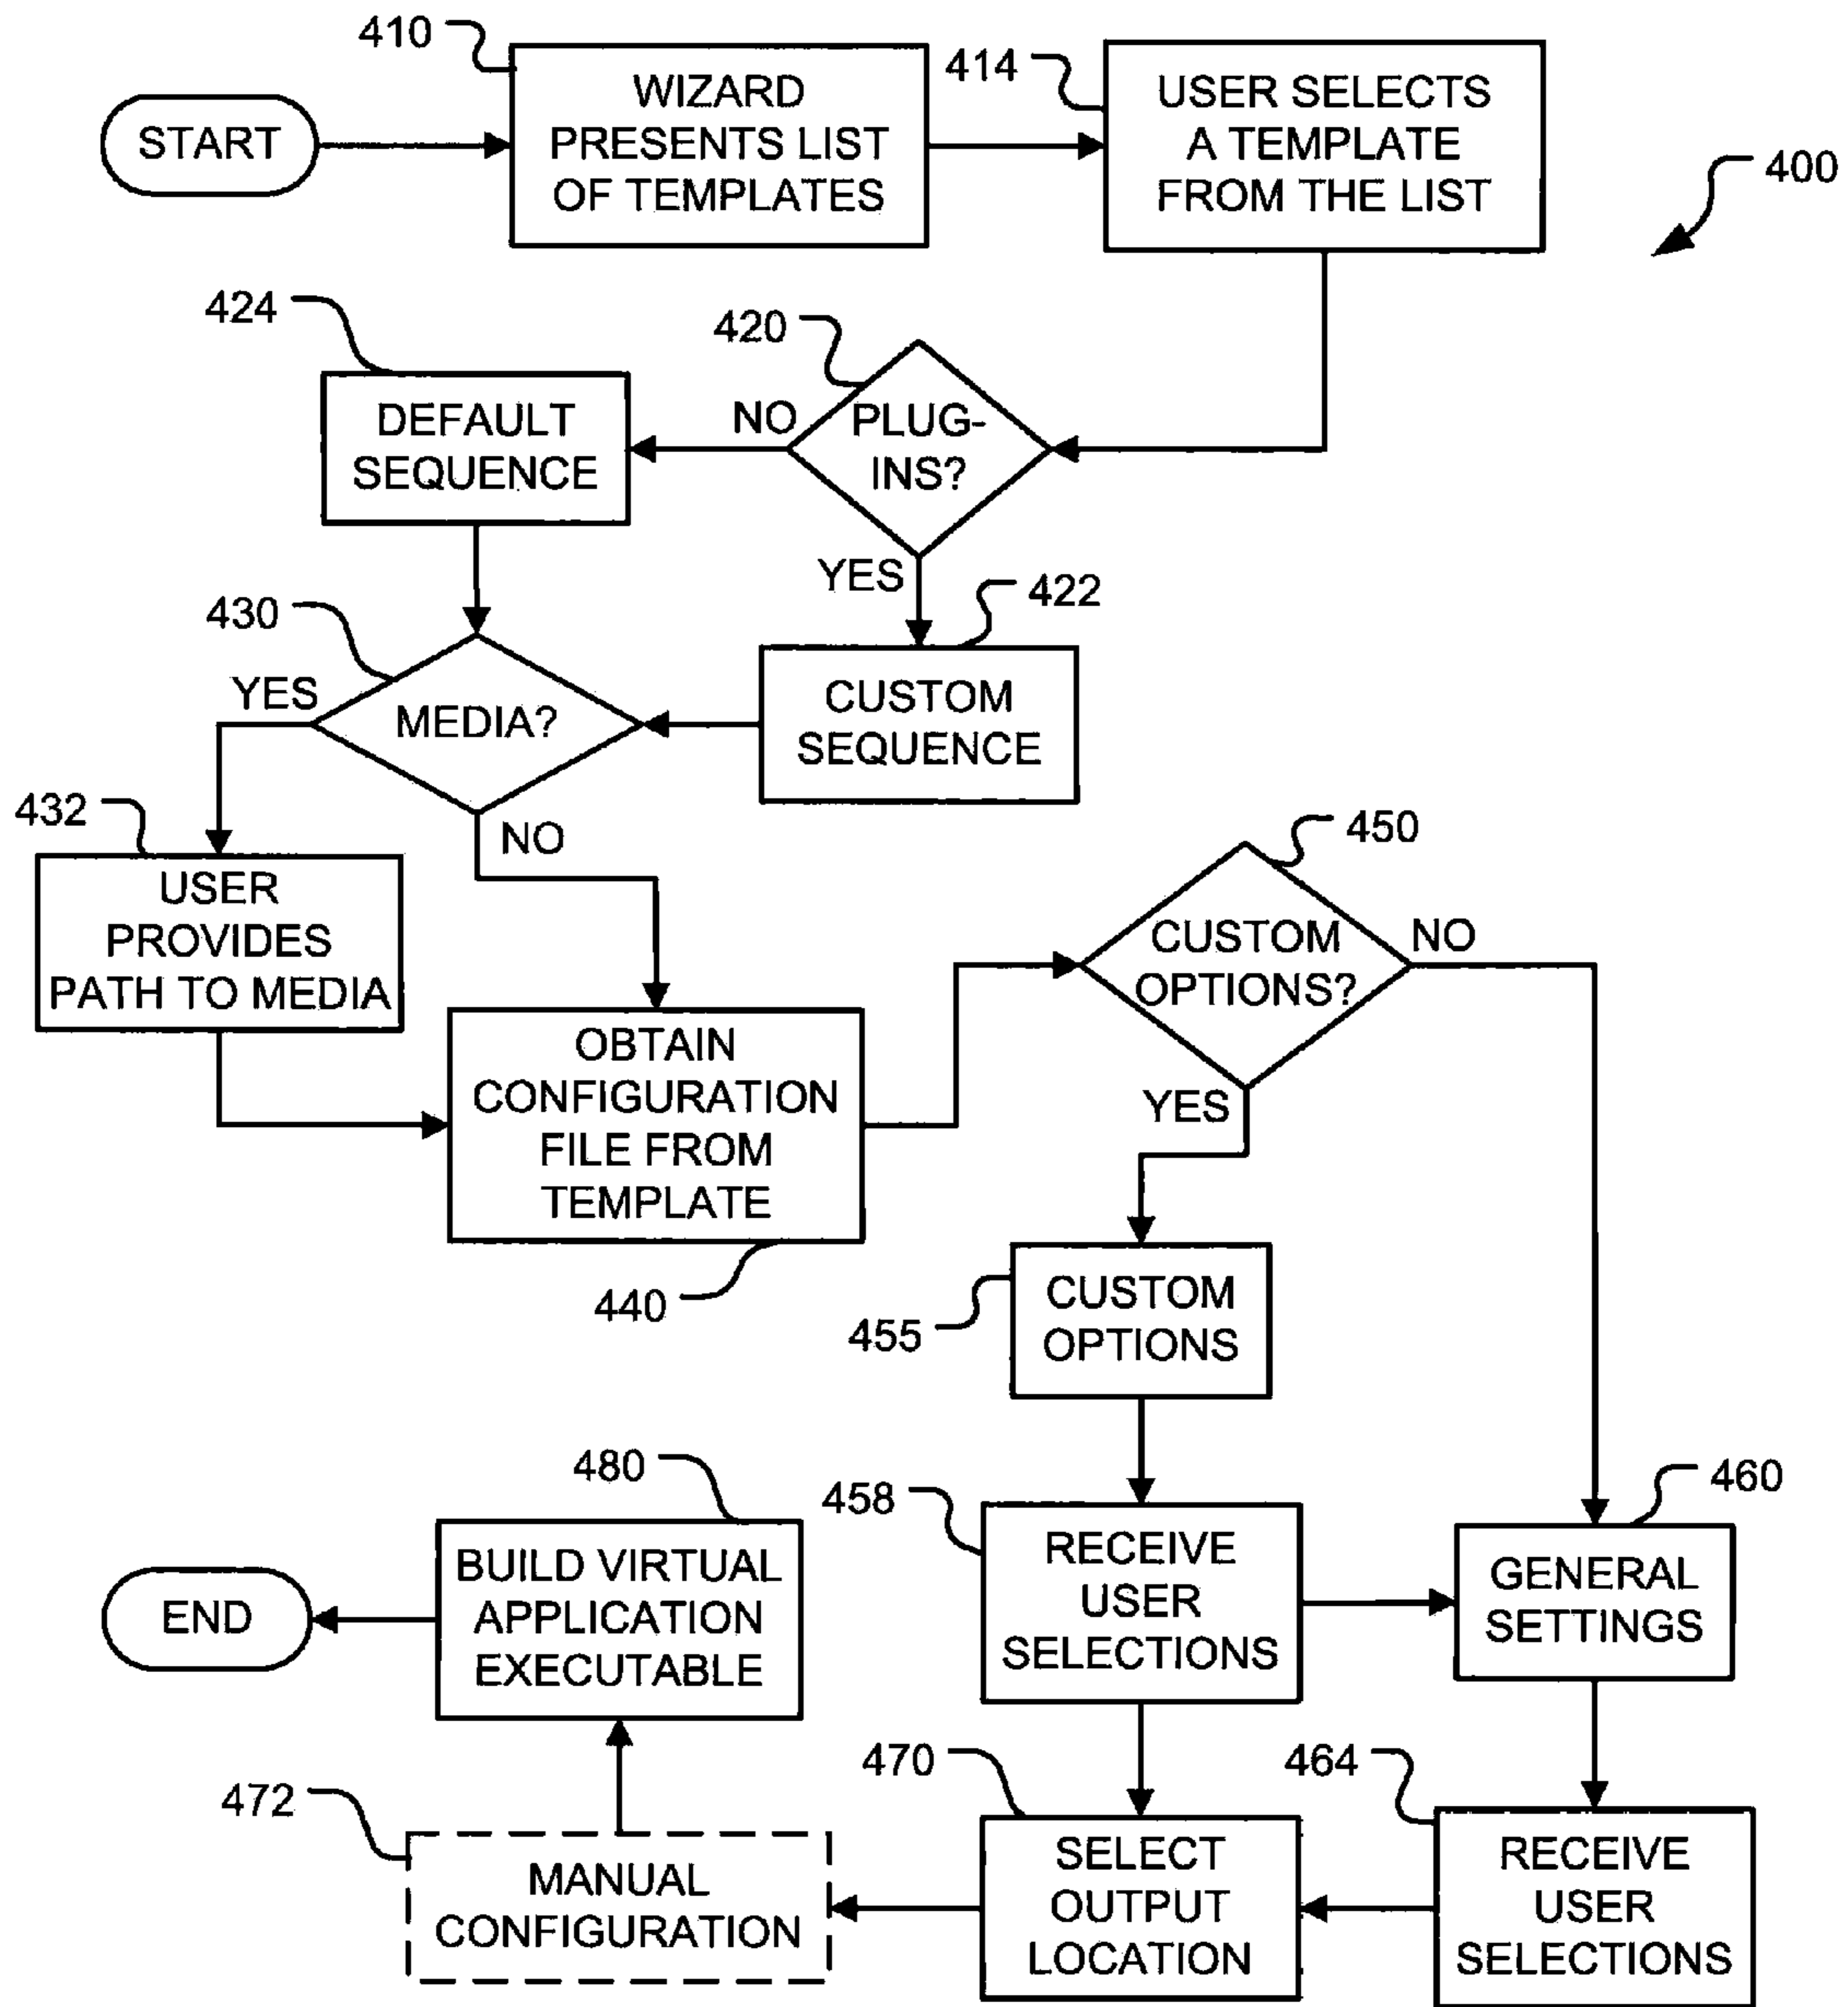 410
START
WIZARD
PRESENTS LIST
OF TEMPLATES
414
USER SELECTS
A TEMPLATE
FROM THE LIST
400
424
DEFAULT
SEQUENCE
420
NO
PLUG-
INS?
YES
422
CUSTOM
SEQUENCE
430
YES
MEDIA?
NO
432
USER
PROVIDES
PATH TO MEDIA
OBTAIN
CONFIGURATION
FILE FROM
TEMPLATE
440
450
CUSTOM
OPTIONS?
NO
YES
455
CUSTOM
OPTIONS
458
RECEIVE
USER
SELECTIONS
460
GENERAL
SETTINGS
464
RECEIVE
USER
SELECTIONS
470
SELECT
OUTPUT
LOCATION
472
MANUAL
CONFIGURATION
480
BUILD VIRTUAL
APPLICATION
EXECUTABLE
END